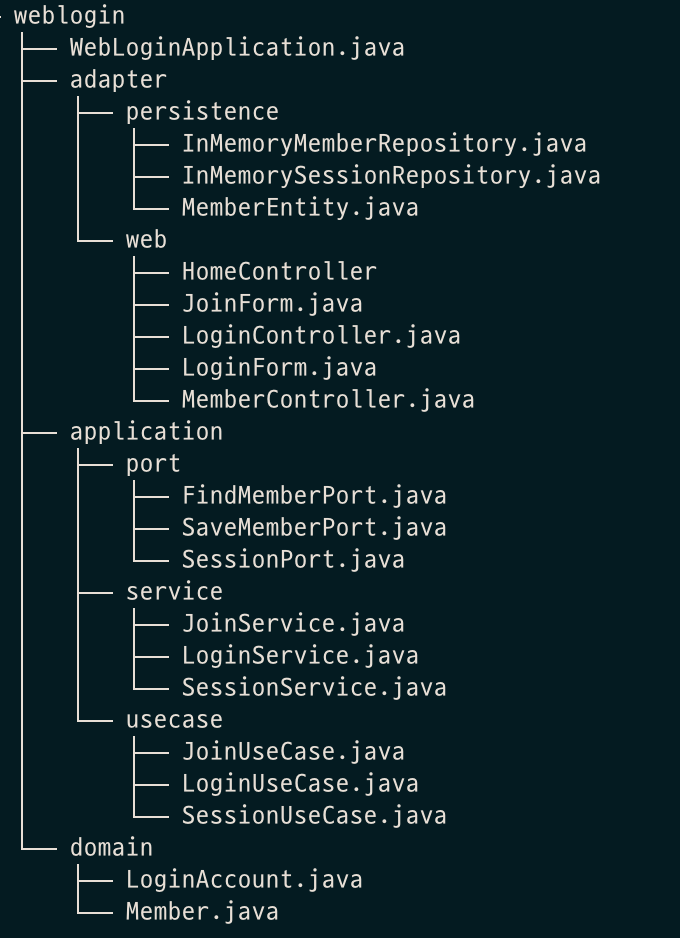 weblogin
WebLoginApplication.java
adapter
persistence
InMemoryMemberRepository.java
InMemorySessionRepository.java
MemberEntity.java
web
HomeController
JoinForm.java
LoginController.java
LoginForm.java
MemberController.java
application
port
FindMemberPort.java
SaveMemberPort.java
SessionPort.java
service
JoinService.java
LoginService.java
SessionService.java
usecase
JoinUseCase.java
LoginUseCase.java
SessionUseCase.java
domain
LoginAccount.java
Member.java